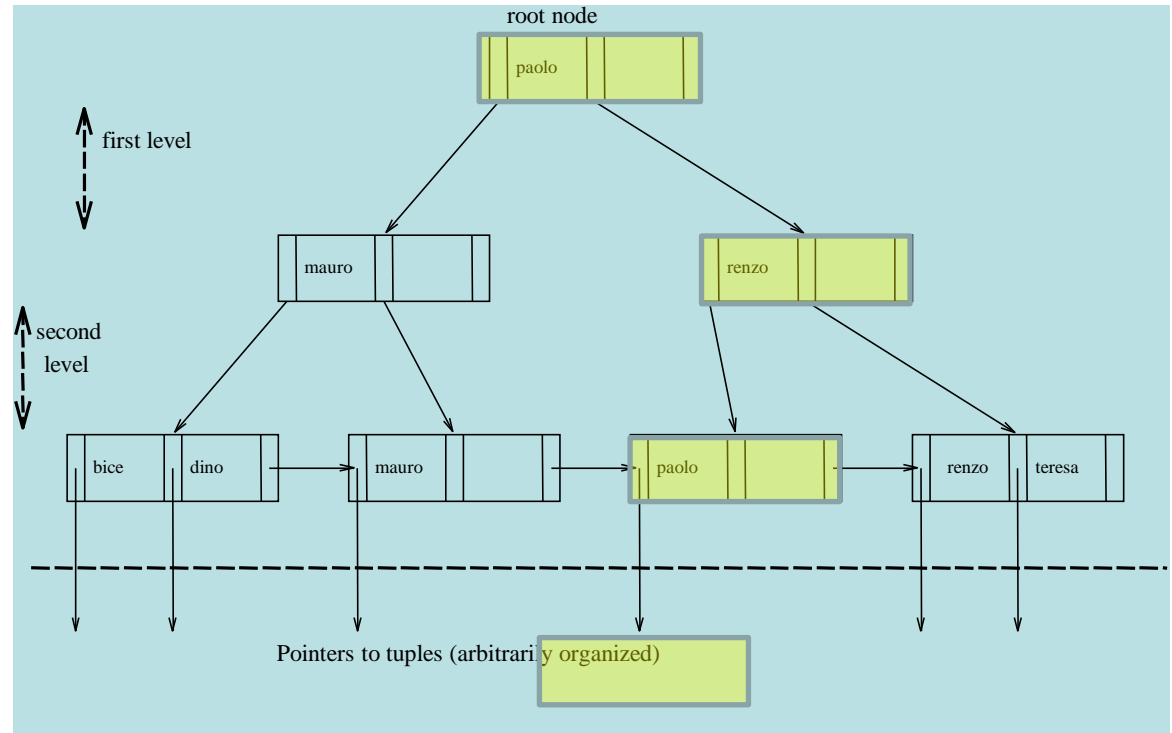 root node
paolo
first level
mauro
renzo
second
level
bice dino mauro paolo renzo teresa
Pointers to tuples (arbitrarily organized)